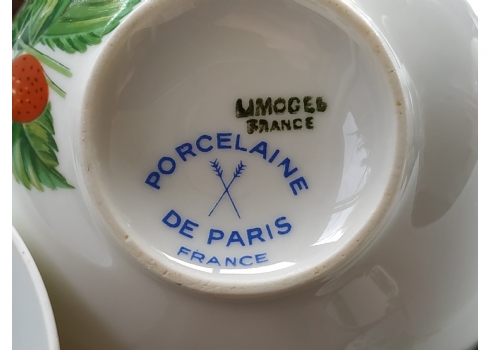 LIMOGES
FRANCE
PORCELAINE
DE PARIS
FRANCE